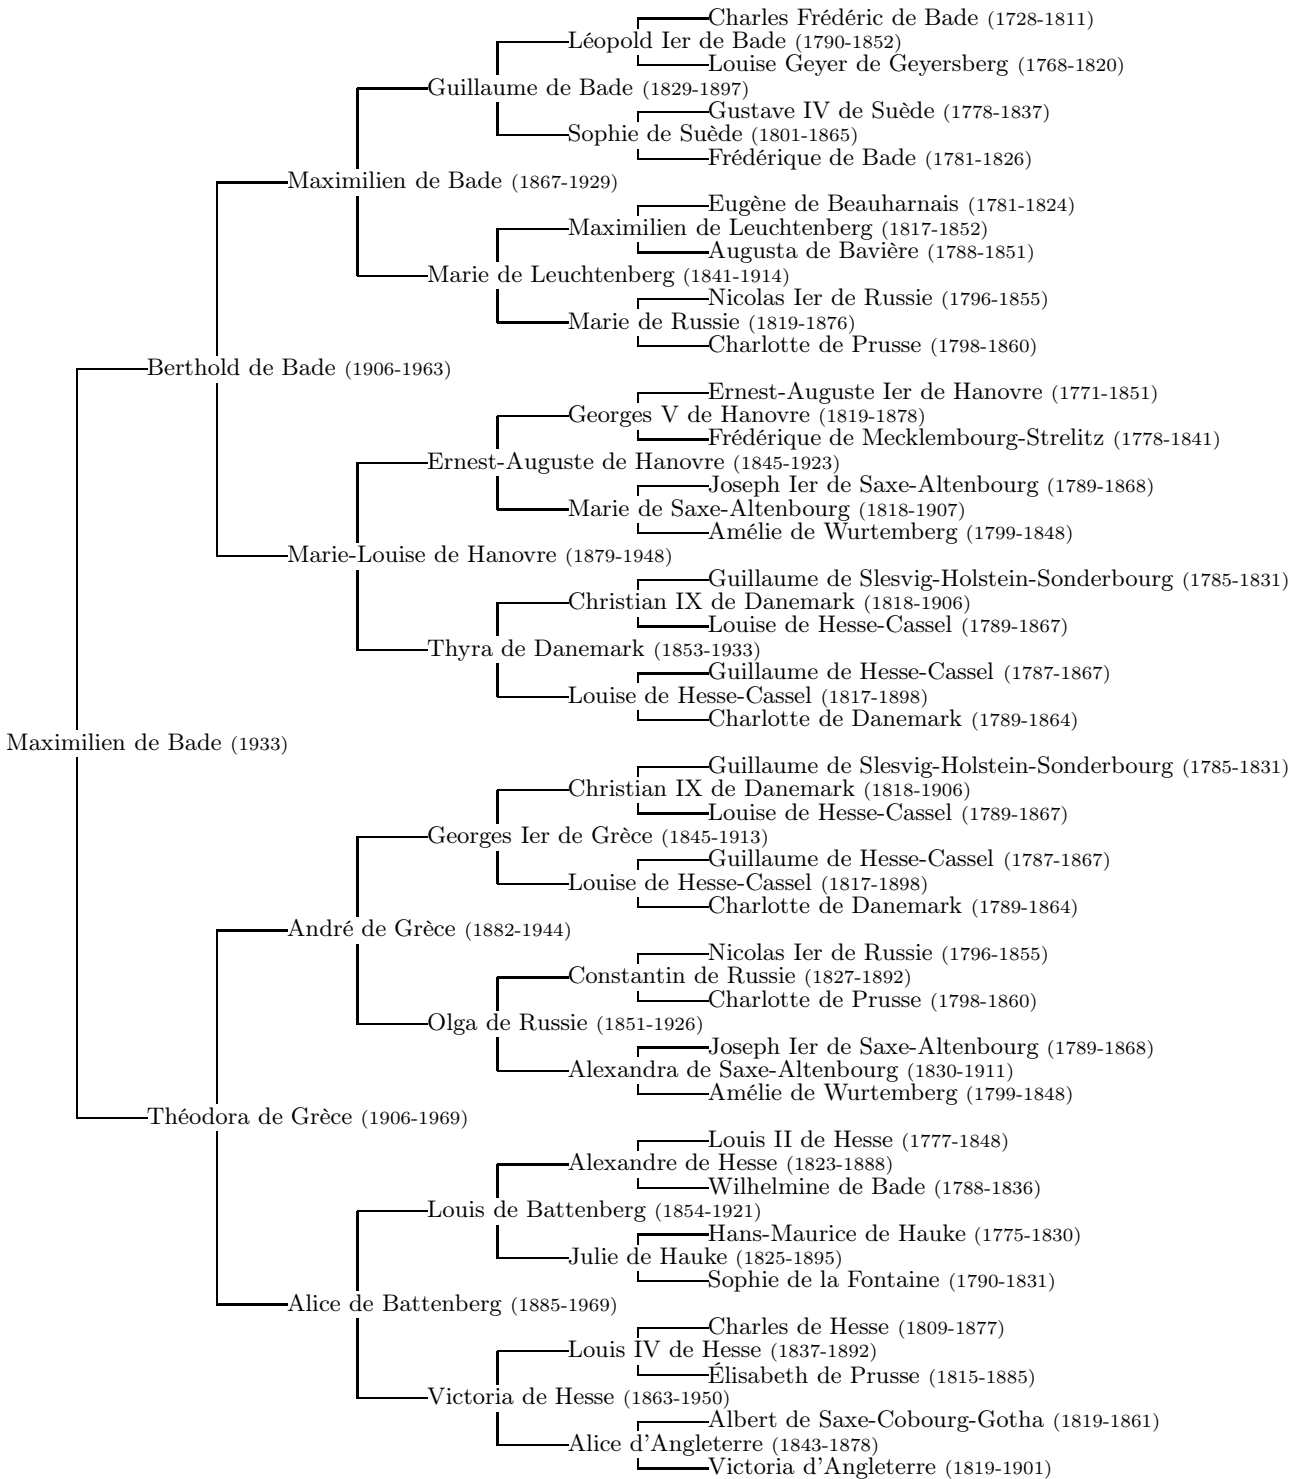 Charles Frédéric de Bade (1728-1811)
Léopold Ier de Bade (1790-1852)
Louise Geyer de Geyersberg (1768-1820)
Guillaume de Bade (1829-1897)
Gustave IV de Suède (1778-1837)
Sophie de Suède (1801-1865)
Frédérique de Bade (1781-1826)
Maximilien de Bade (1867-1929)
Eugène de Beauharnais (1781-1824)
Maximilien de Leuchtenberg (1817-1852)
Augusta de Bavière (1788-1851)
Marie de Leuchtenberg (1841-1914)
Nicolas Ier de Russie (1796-1855)
Marie de Russie (1819-1876)
Charlotte de Prusse (1798-1860)
Berthold de Bade (1906-1963)
Ernest-Auguste Ier de Hanovre (1771-1851)
Georges V de Hanovre (1819-1878)
Frédérique de Mecklembourg-Strelitz (1778-1841)
Ernest-Auguste de Hanovre (1845-1923)
Joseph Ier de Saxe-Altenbourg (1789-1868)
Marie de Saxe-Altenbourg (1818-1907)
Amélie de Wurtemberg (1799-1848)
Marie-Louise de Hanovre (1879-1948)
Guillaume de Slesvig-Holstein-Sonderbourg (1785-1831)
Christian IX de Danemark (1818-1906)
Louise de Hesse-Cassel (1789-1867)
Thyra de Danemark (1853-1933)
Guillaume de Hesse-Cassel (1787-1867)
Louise de Hesse-Cassel (1817-1898)
Charlotte de Danemark (1789-1864)
Maximilien de Bade (1933)
Guillaume de Slesvig-Holstein-Sonderbourg (1785-1831)
Christian IX de Danemark (1818-1906)
Louise de Hesse-Cassel (1789-1867)
Georges Ier de Grèce (1845-1913)
Guillaume de Hesse-Cassel (1787-1867)
Louise de Hesse-Cassel (1817-1898)
Charlotte de Danemark (1789-1864)
André de Grèce (1882-1944)
Nicolas Ier de Russie (1796-1855)
Constantin de Russie (1827-1892)
Charlotte de Prusse (1798-1860)
Olga de Russie (1851-1926)
Joseph Ier de Saxe-Altenbourg (1789-1868)
Alexandra de Saxe-Altenbourg (1830-1911)
Amélie de Wurtemberg (1799-1848)
Théodora de Grèce (1906-1969)
Louis II de Hesse (1777-1848)
Alexandre de Hesse (1823-1888)
Wilhelmine de Bade (1788-1836)
Louis de Battenberg (1854-1921)
Hans-Maurice de Hauke (1775-1830)
Julie de Hauke (1825-1895)
Sophie de la Fontaine (1790-1831)
Alice de Battenberg (1885-1969)
Charles de Hesse (1809-1877)
Louis IV de Hesse (1837-1892)
Élisabeth de Prusse (1815-1885)
Victoria de Hesse (1863-1950)
Albert de Saxe-Cobourg-Gotha (1819-1861)
Alice d'Angleterre (1843-1878)
Victoria d'Angleterre (1819-1901)